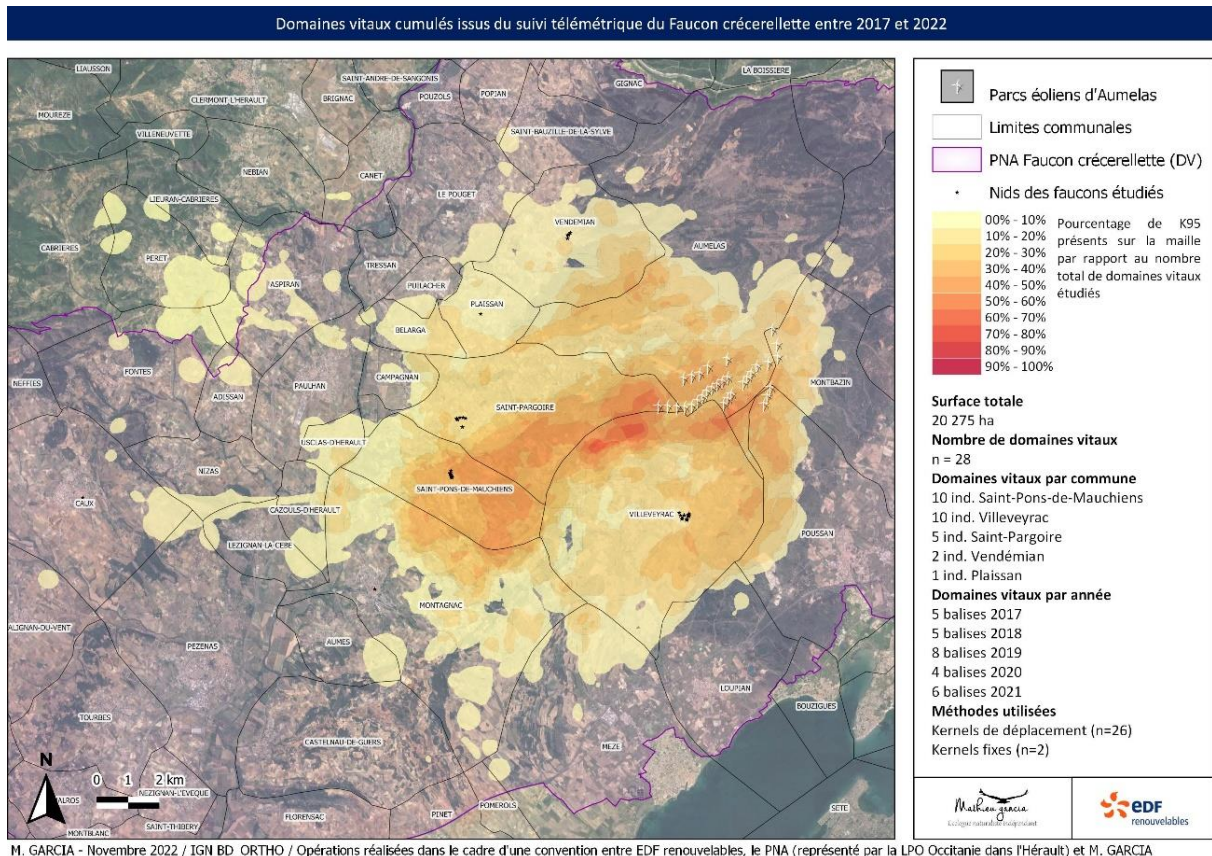 Domaines vitaux cumulés issus du suivi télémétrique du Faucon crécerellette entre 2017 et 2022
LIAUSSON
SAINT-ANDRE-DE-SANGONIS
LA BOISSIERE
CLERMONT-L'HERAULT
BRIGNAC
POUZOLS
POPIAN
GIGNAC
MOUREZE
VILLENEUVETTE
SAINT-BAUZILLE-DE-LA-SYLVE
NEBIAN
CANET
LIEURAN-CABRIERES
LE POUGET
VENDEMIAN
CABRIERES
PERET
AUMELAS
TRESSAN
ASPIRAN
PUILACHER
PLAISSAN
BELARGA
NEFFIES
FONTES
CAMPAGNAN
MONTBAZIN
ADISSAN
PAULHAN
SAINT-PARGOIRE
USCLAS-D'HERAULT
NIZAS
SAINT-PONS-DE-MAUCHIENS
CAUX
CAZOULS-D'HERAULT
VILLEVEYRAC
POUSSAN
LEZIGNAN-LA-CEBE
MONTAGNAC
ALIGNAN-DU-VENT
AUMES
PEZENAS
LOUPIAN
BOUZIGUES
TOURBES
CASTELNAU-DE-GUERS
MEZE
N
0 1 2 km
NEZIGNAN-L'EVEQUE
POMEROLS
SETE
FLORENSAC
PINET
SAINT-THIBERY
MONTBLANC
Parcs éoliens d'Aumelas
Limites communales
PNA Faucon crécerellette (DV)
Nids des faucons étudiés
00% - 10%
10% - 20%
20% - 30%
30% - 40%
40% - 50%
50% - 60%
60% - 70%
70% - 80%
80% - 90%
90% - 100%
Pourcentage de K95
présents sur la maille
par rapport au nombre
total de domaines vitaux
étudiés
Surface totale
20 275 ha
Nombre de domaines vitaux
n = 28
Domaines vitaux par commune
10 ind. Saint-Pons-de-Mauchiens
10 ind. Villeveyrac
5 ind. Saint-Pargoire
2 ind. Vendémian
1 ind. Plaissan
Domaines vitaux par année
5 balises 2017
5 balises 2018
8 balises 2019
4 balises 2020
6 balises 2021
Méthodes utilisées
Kernels de déplacement (n=26)
Kernels fixes (n=2)
Mathieu garcia
Ecologue naturaliste indépendant
edf
renouvelables
M. GARCIA - Novembre 2022 / IGN BD ORTHO / Opérations réalisées dans le cadre d'une convention entre EDF renouvelables, le PNA (représenté par la LPO Occitanie dans l'Hérault) et M. GARCIA